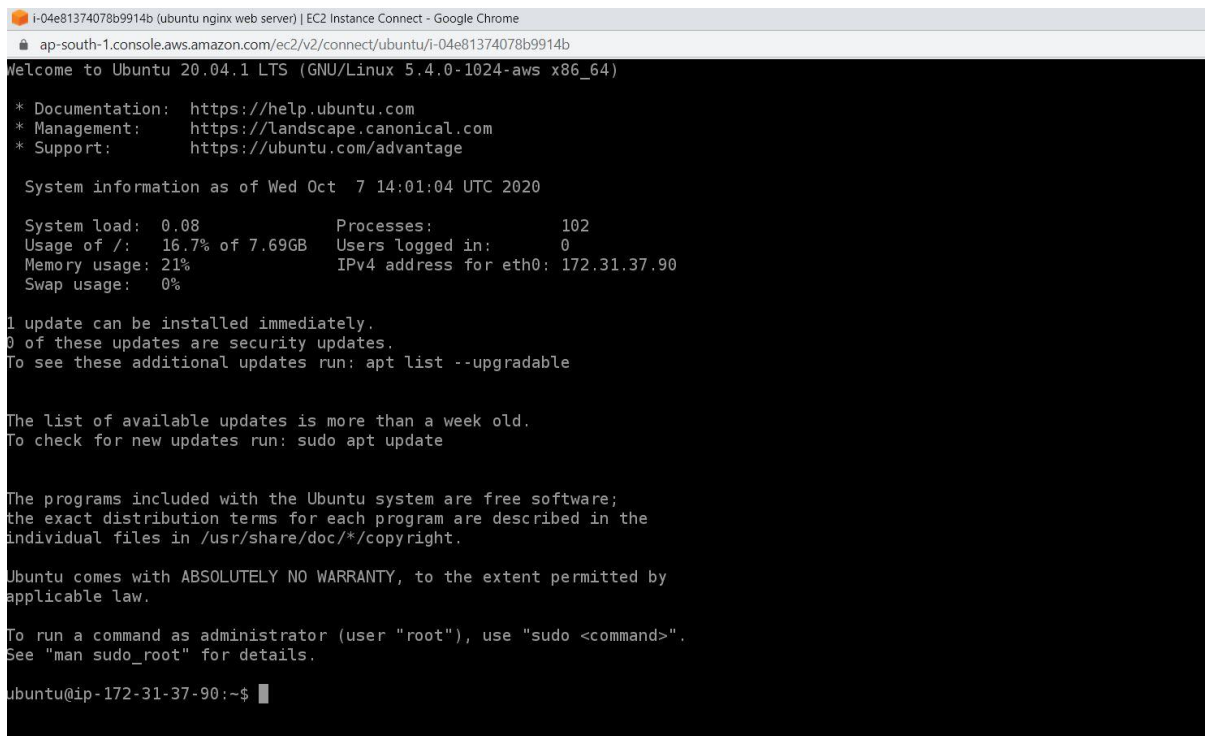 i-04e81374078b9914b (ubuntu nginx web server) | EC2 Instance Connect - Google Chrome
ap-south-1.console.aws.amazon.com/ec2/v2/connect/ubuntu/i-04e81374078b9914b
Welcome to Ubuntu 20.04.1 LTS (GNU/Linux 5.4.0-1024-aws x86_64)
* Documentation:  https://help.ubuntu.com
* Management:     https://landscape.canonical.com
* Support:        https://ubuntu.com/advantage
System information as of Wed Oct  7 14:01:04 UTC 2020
System load:  0.08               Processes:             102
Usage of /:   16.7% of 7.69GB   Users logged in:       0
Memory usage: 21%                IPv4 address for eth0: 172.31.37.90
Swap usage:   0%
1 update can be installed immediately.
0 of these updates are security updates.
To see these additional updates run: apt list --upgradable
The list of available updates is more than a week old.
To check for new updates run: sudo apt update
The programs included with the Ubuntu system are free software;
the exact distribution terms for each program are described in the
individual files in /usr/share/doc/*/copyright.
Ubuntu comes with ABSOLUTELY NO WARRANTY, to the extent permitted by
applicable law.
To run a command as administrator (user "root"), use "sudo <command>".
See "man sudo_root" for details.
ubuntu@ip-172-31-37-90:~$